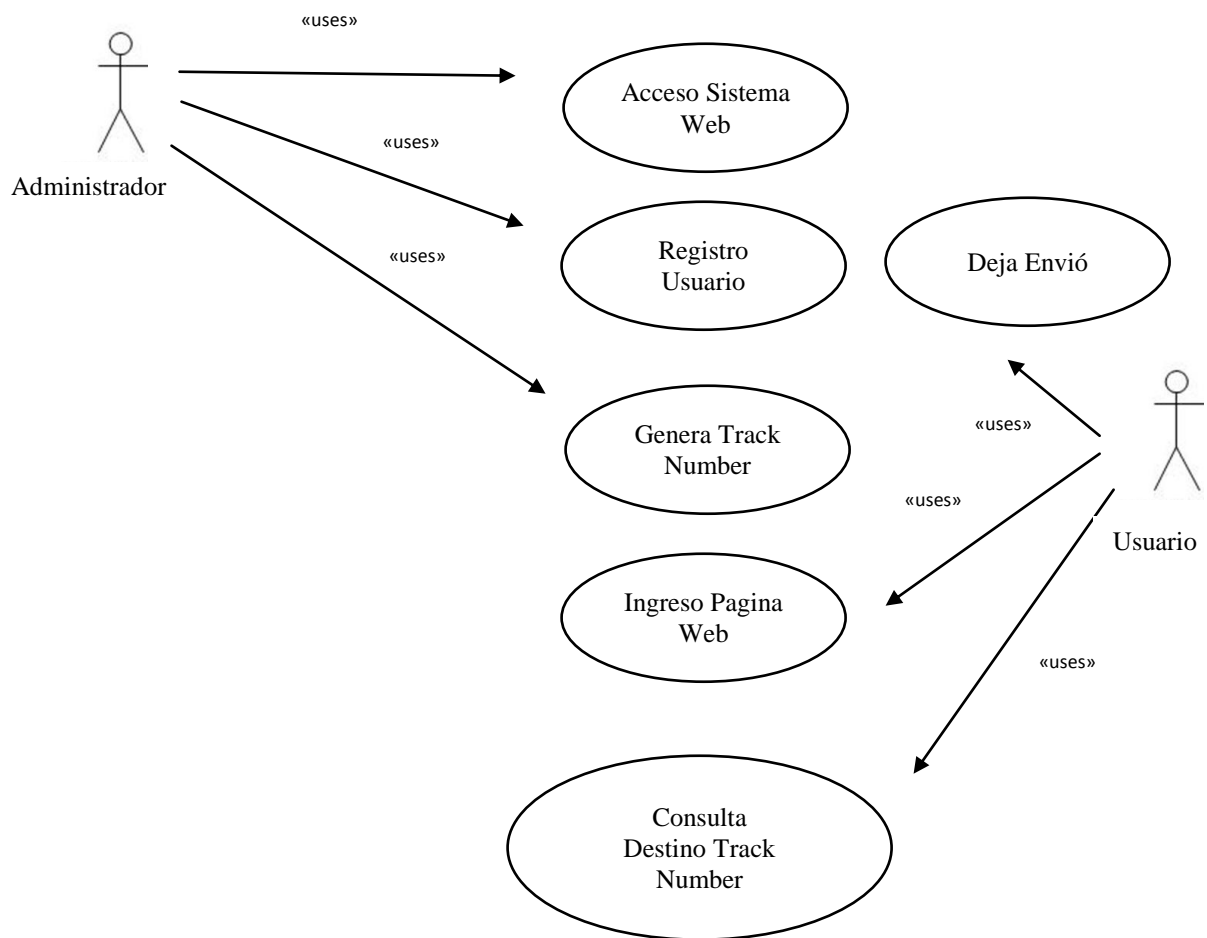 «uses»
Acceso Sistema
Web
«uses»
Administrador
Registro
Usuario
Deja Envió
«uses»
Genera Track
Number
«uses»
«uses»
Usuario
Ingreso Pagina
Web
«uses»
Consulta
Destino Track
Number